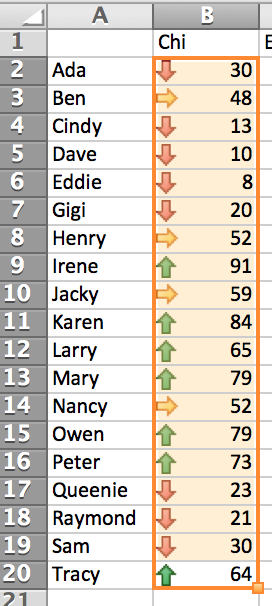 A B
1 Chi E
2 Ada 30
3 Ben 48
4 Cindy 13
5 Dave 10
6 Eddie 8
7 Gigi 20
8 Henry 52
9 Irene 91
10 Jacky 59
11 Karen 84
12 Larry 65
13 Mary 79
14 Nancy 52
15 Owen 79
16 Peter 73
17 Queenie 23
18 Raymond 21
19 Sam 30
20 Tracy 64
21